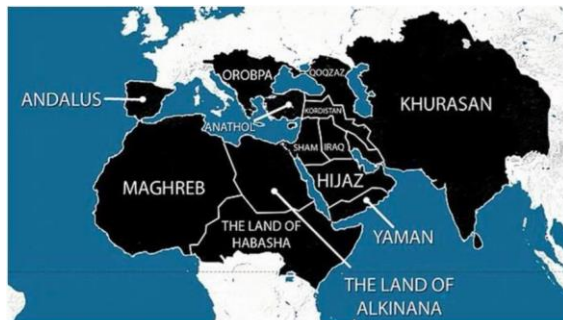 OROBPA
QOQZAZ
ANDALUS
KHURASAN
KORDISTAN
ANATHOL
SHAM
IRAQ
MAGHREB
HIJAZ
THE LAND OF
HABASHA
YAMAN
THE LAND OF
ALKINANA